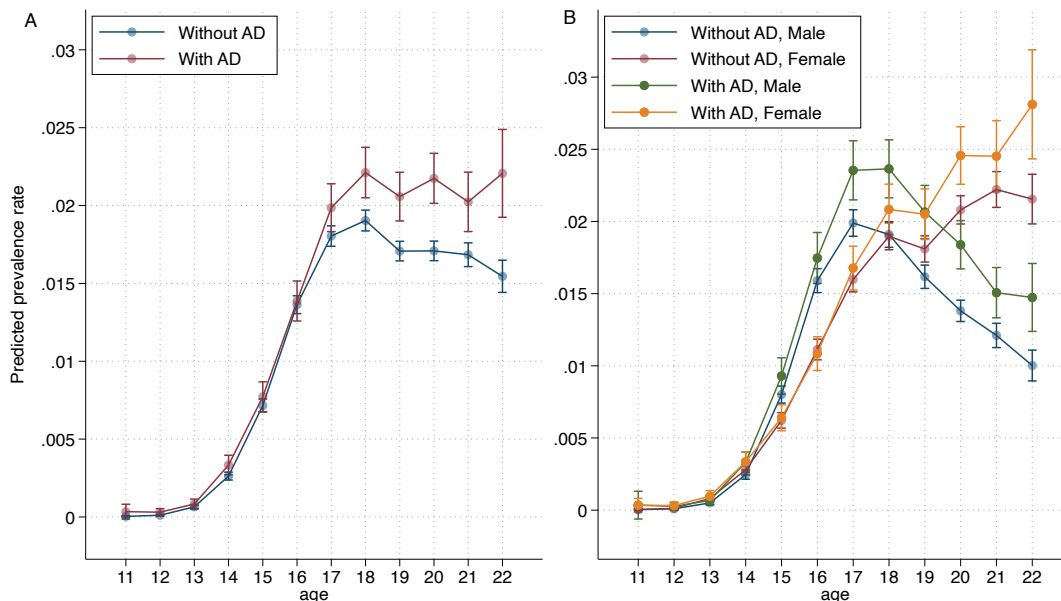 A
Without AD
With AD
Predicted prevalence rate
.03
.025
.02
.015
.01
.005
0
11 12 13 14 15 16 17 18 19 20 21 22
age
B
Without AD, Male
Without AD, Female
With AD, Male
With AD, Female
.03
.025
.02
.015
.01
.005
0
11 12 13 14 15 16 17 18 19 20 21 22
age